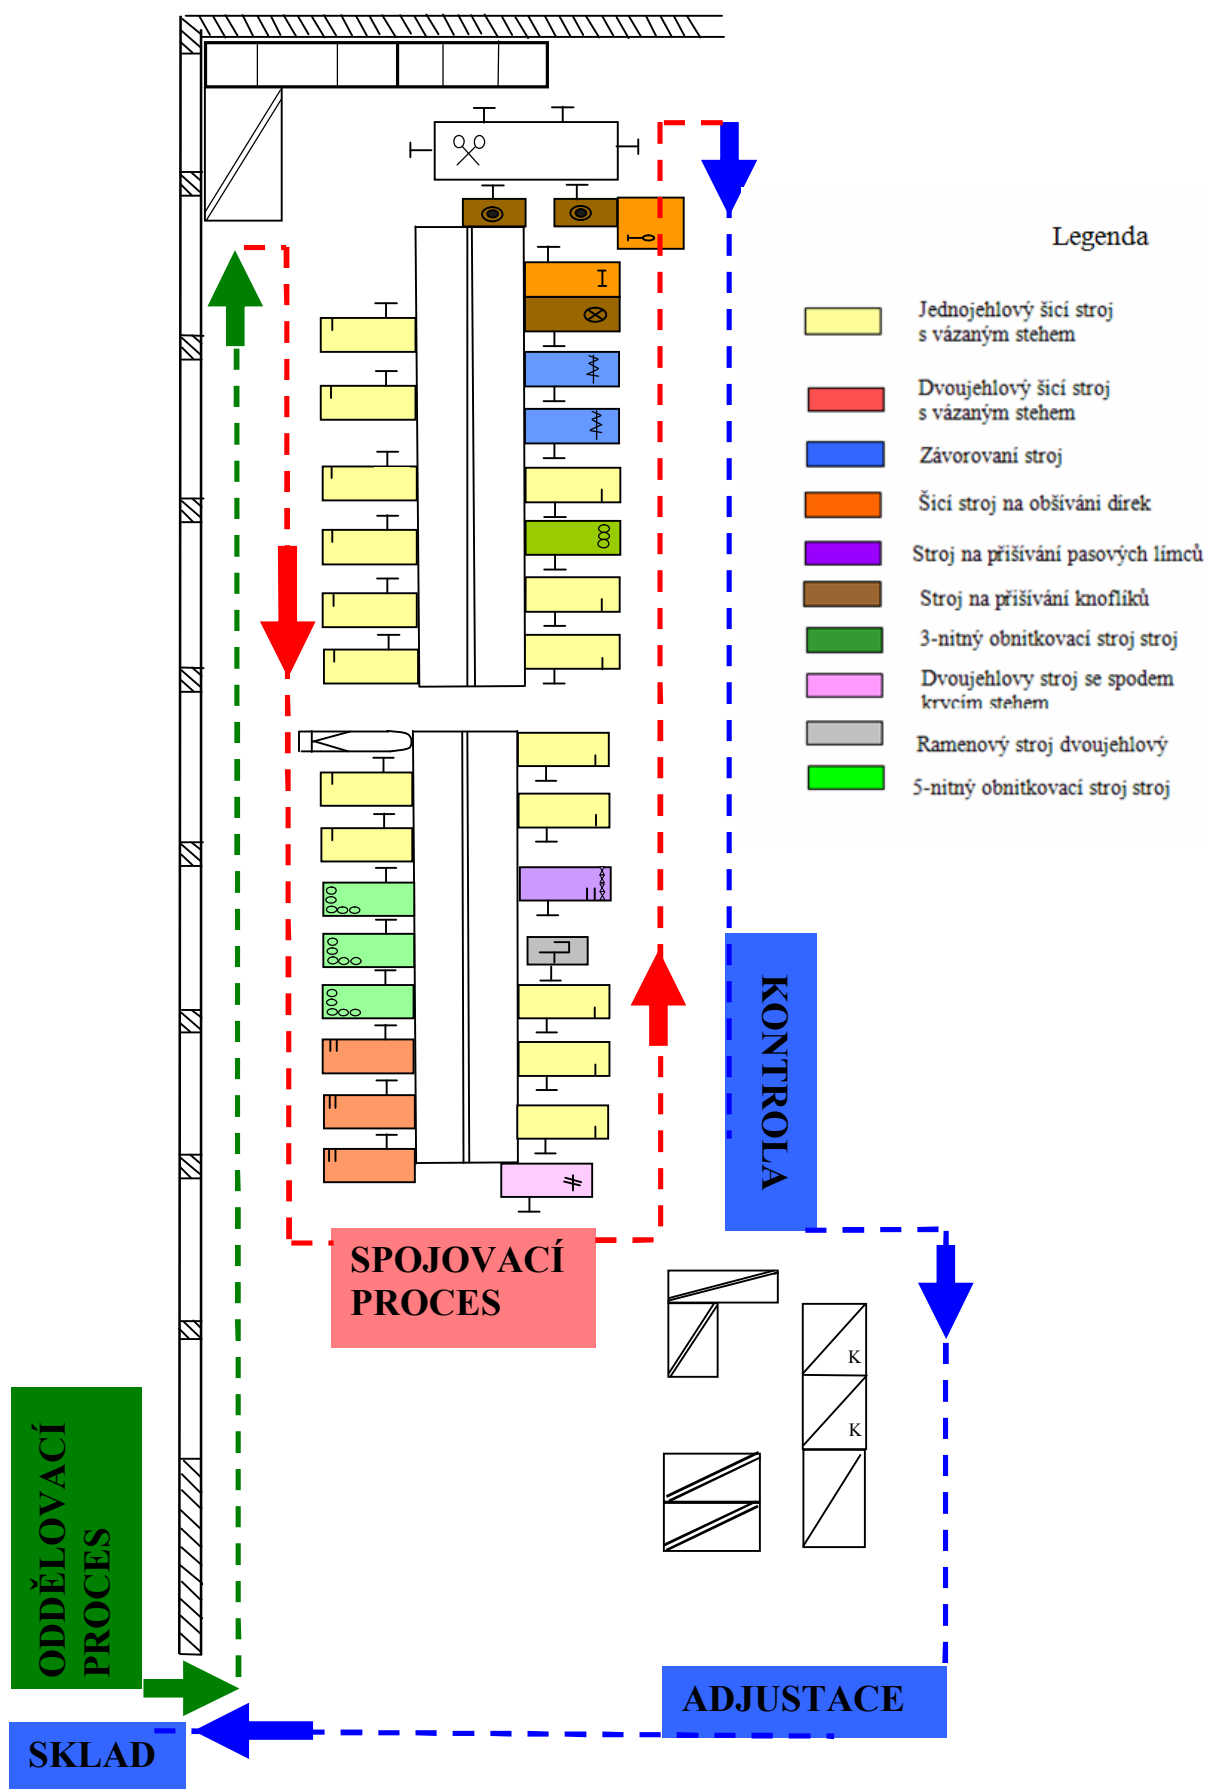 Legenda
Jednojehlový šicí stroj
s vázaným stehem
Dvoujehlový šicí stroj
s vázaným stehem
Závorovaní stroj
Šicí stroj na obšívání dírek
Stroj na přišívání pasových límců
Stroj na přišívání knoflíků
3-nitný obnitkovací stroj stroj
Dvoujehlovy stroj se spodem
krycím stehem
Ramenový stroj dvoujehlový
5-nitný obnitkovací stroj stroj
KONTROLA
SPOJOVACÍ
PROCES
K
K
ODDĚLOVACÍ
PROCES
ADJUSTACE
SKLAD